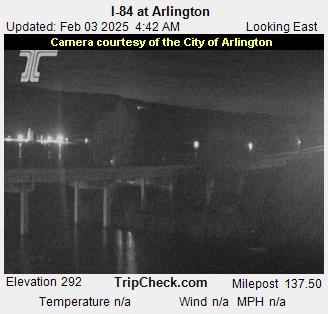 I-84 at Arlington
Updated: Feb 03 2025 4:42 AM Looking East
Camera courtesy of the City of Arlington
Elevation 292 TripCheck.com Milepost 137.50
Temperature n/a Wind n/a MPH n/a